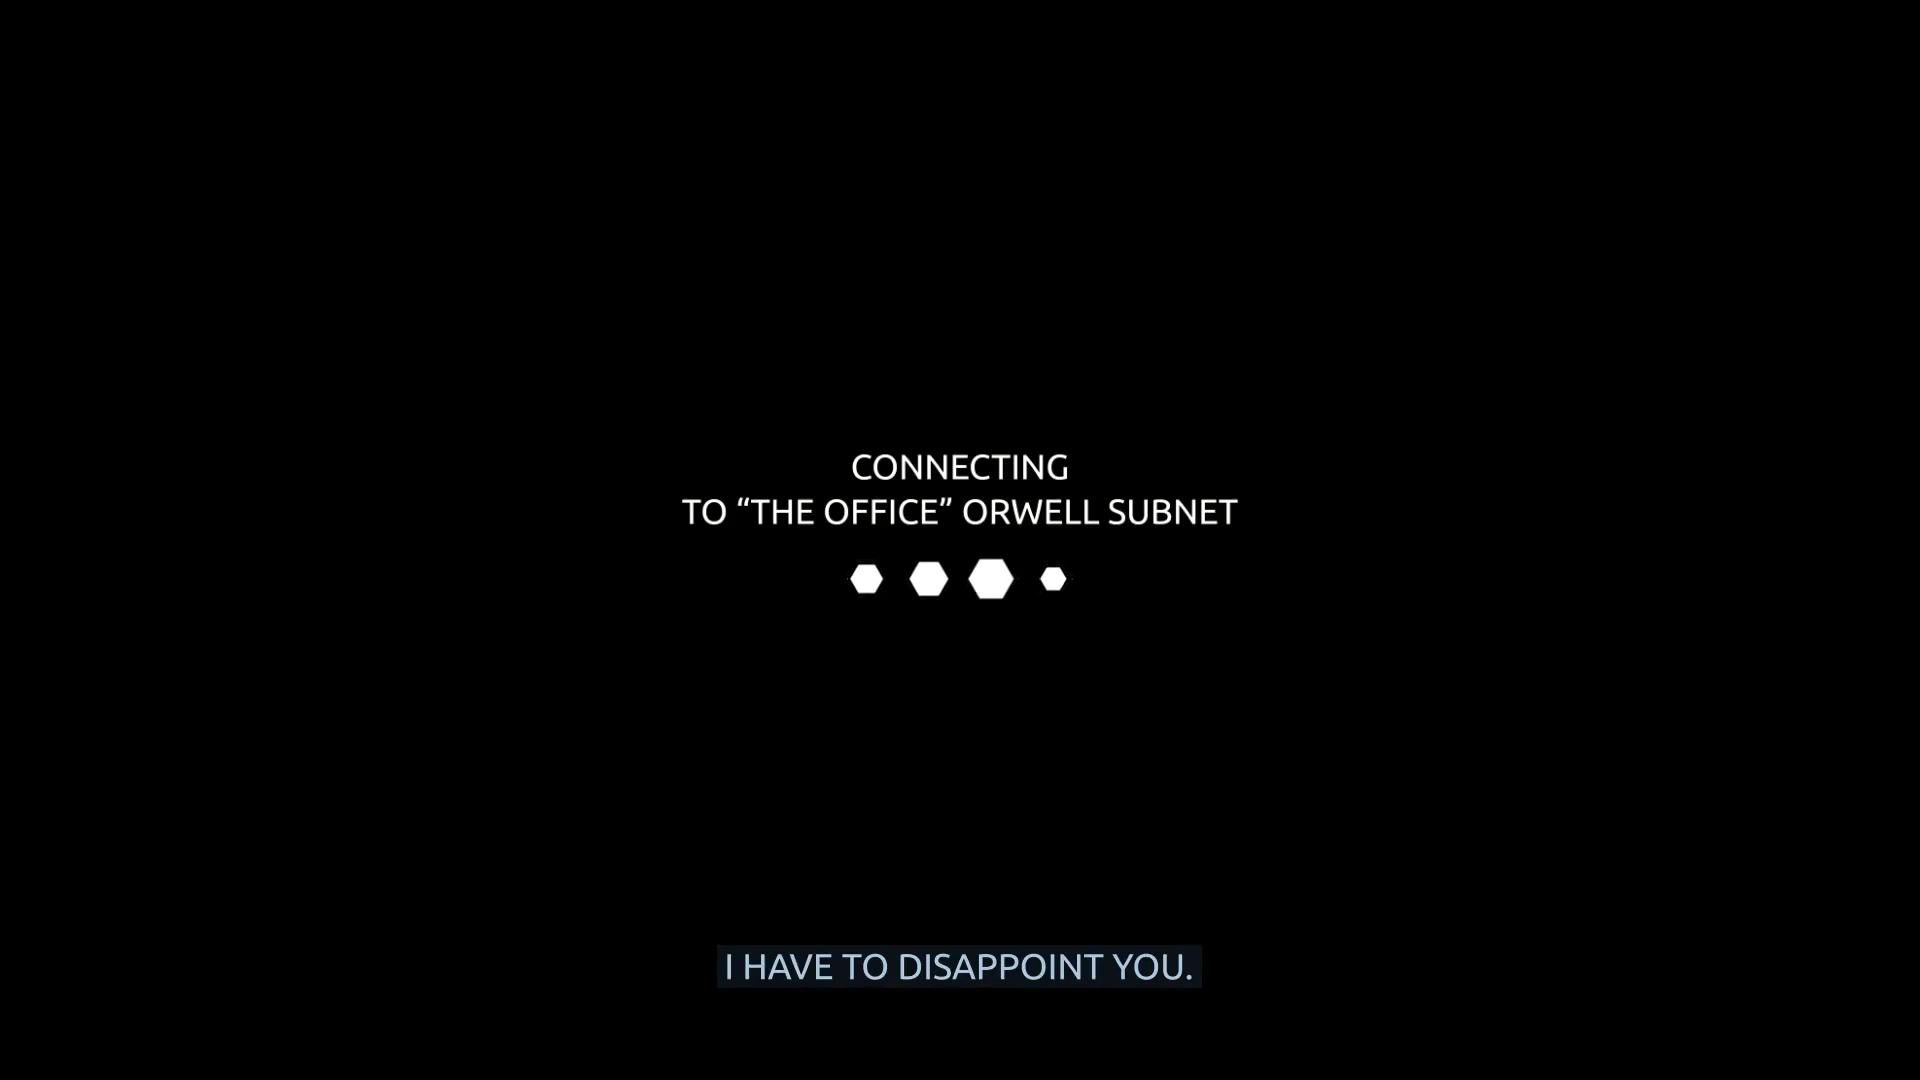 CONNECTING
TO “THE OFFICE” ORWELL SUBNET
I HAVE TO DISAPPOINT YOU.